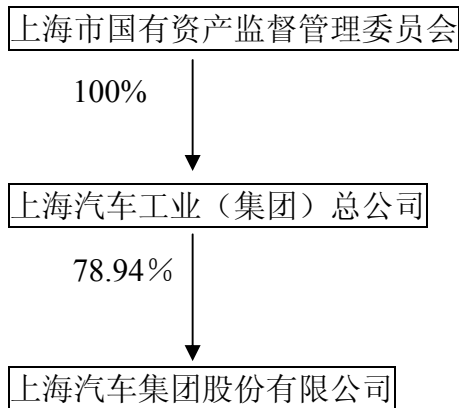 上海市国有资产监督管理委员会
100%
上海汽车工业（集团）总公司
78.94％
上海汽车集团股份有限公司